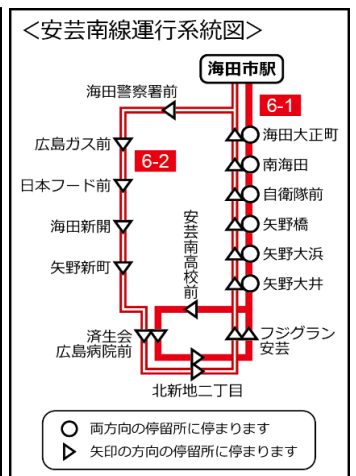 ＜安芸南線運行系統図＞
海田市駅
海田警察署前
6-1
海田大正町
広島ガス前
6-2
南海田
日本フード前
自衛隊前
安芸南高校前
海田新開
矢野橋
矢野新町
矢野大浜
矢野大井
済生会
広島病院前
フジグラン
安芸
北新地二丁目
両方向の停留所に停まります
矢印の方向の停留所に停まります